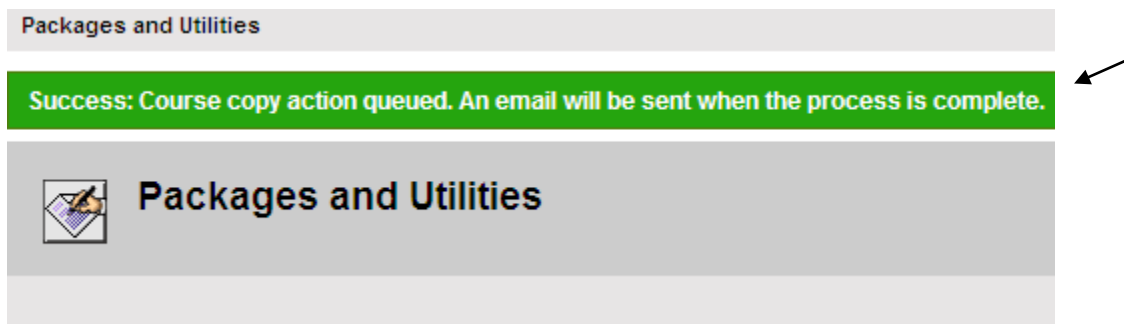 Packages and Utilities
Success: Course copy action queued. An email will be sent when the process is complete.
Packages and Utilities